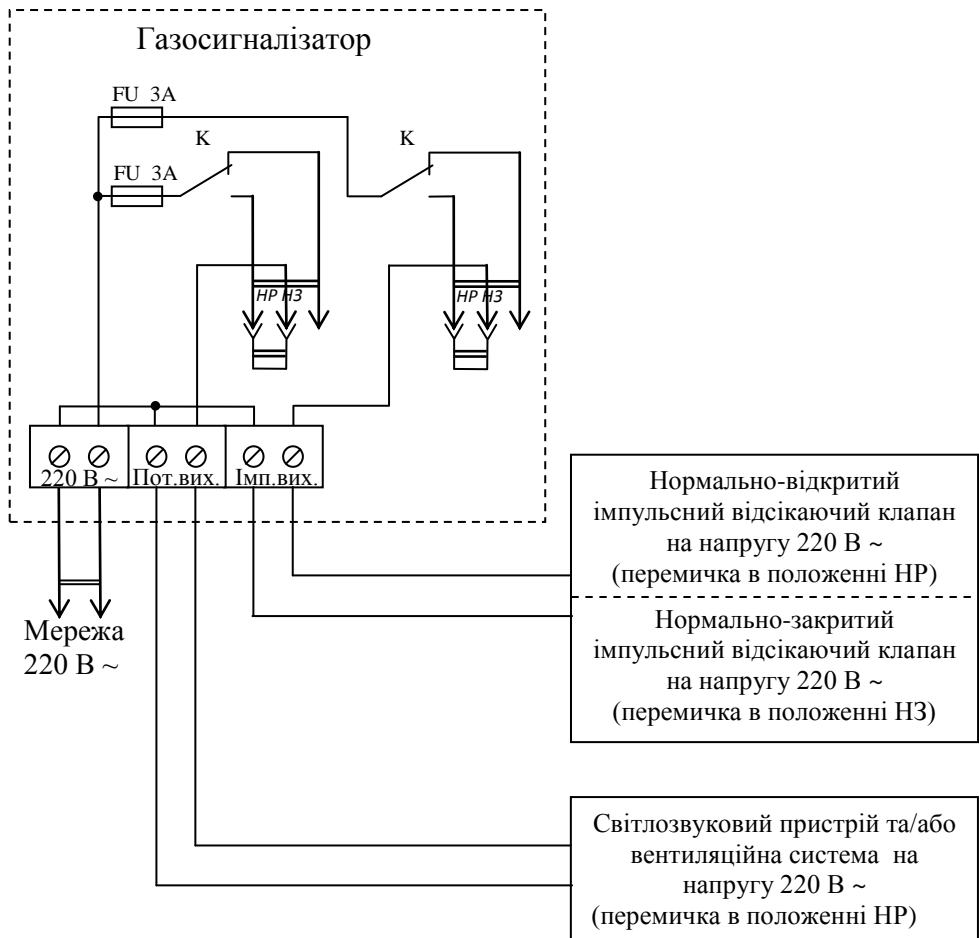 Газосигналізатор
FU 3А
К
К
FU 3А
НР НЗ
НР НЗ
220 В ~
Пот.вих.
Імп.вих.
Мережа
220 В ~
Нормально-відкритий
імпульсний відсікаючий клапан
на напругу 220 В ~
(перемичка в положенні НР)
Нормально-закритий
імпульсний відсікаючий клапан
на напругу 220 В ~
(перемичка в положенні НЗ)
Світлозвуковий пристрій та/або
вентиляційна система на
напругу 220 В ~
(перемичка в положенні НР)